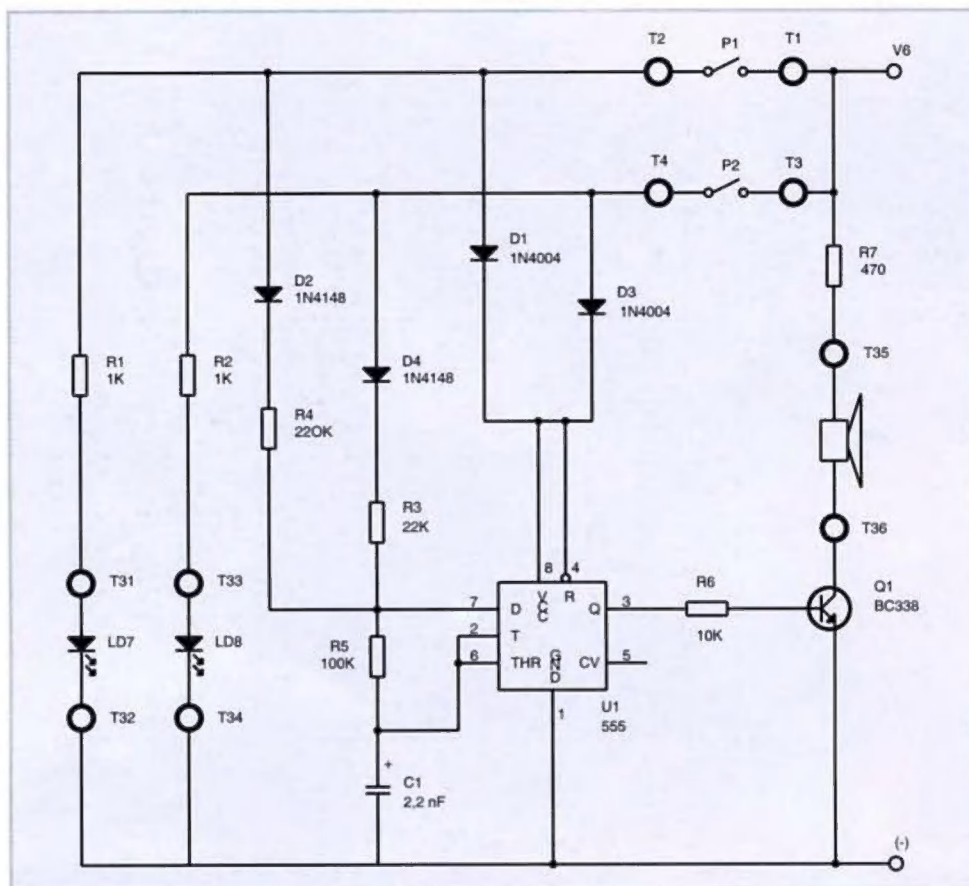 T2
P1
T1
V6
T4
P2
T3
D1
1N4004
R7
470
D2
1N4148
D3
1N4004
T35
R1
1K
R2
1K
D4
1N4148
R4
22OK
R3
22K
T36
8
4
T31
T33
VCC
R
Q1
BC338
7
D
Q
3
R6
2
T
10K
LD7
LD8
R5
100K
6
THR
GND
CV
5
T32
T34
1
U1
555
+
C1
2,2 nF
(-)